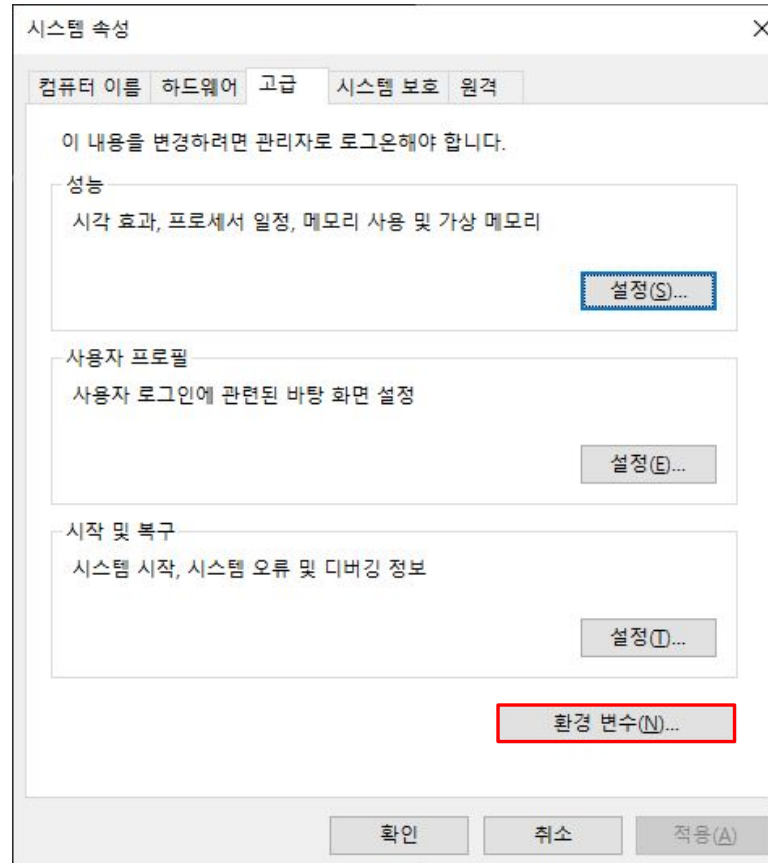 시스템 속성
컴퓨터 이름 하드웨어 고급 시스템 보호 원격
이 내용을 변경하려면 관리자로 로그온해야 합니다.
성능
시각 효과, 프로세서 일정, 메모리 사용 및 가상 메모리
설정(S)...
사용자 프로필
사용자 로그인에 관련된 바탕 화면 설정
설정(E)...
시작 및 복구
시스템 시작, 시스템 오류 및 디버깅 정보
설정(T)...
환경 변수(N)...
확인 취소 적용(A)